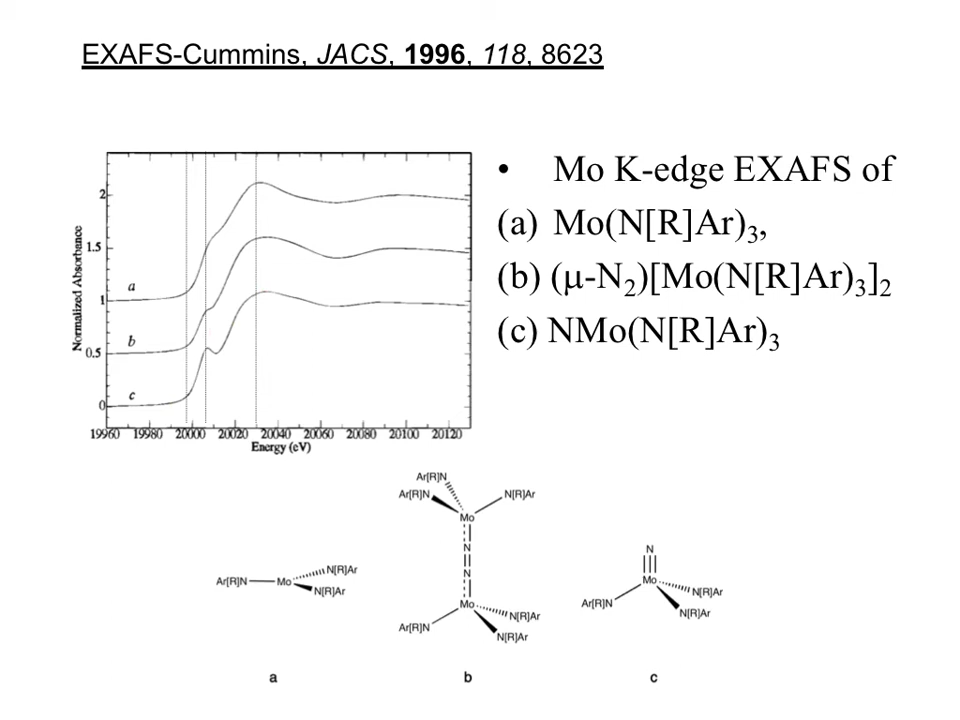 EXAFS-Cummins, JACS, 1996, 118, 8623
• Mo K-edge EXAFS of
(a) Mo(N[R]Ar)3,
(b) (μ-N2)[Mo(N[R]Ar)3]2
(c) NMo(N[R]Ar)3
Normalized Absorbance
2
1.5
1
0.5
0
a
b
c
19960 19980 20000 20020 20040 20060 20080 20100 20120
Energy (eV)
Ar[R]N
Ar[R]N N[R]Ar
Mo
N
N
Mo
Ar[R]N N[R]Ar
N[R]Ar
Ar[R]N Mo N[R]Ar
N[R]Ar
N
Mo
Ar[R]N N[R]Ar
N[R]Ar
a b c